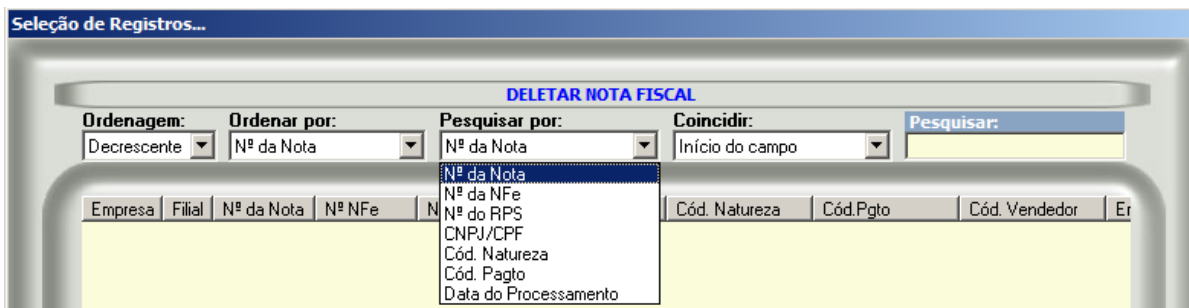 Seleção de Registros...
DELETAR NOTA FISCAL
Ordenagem: Ordenar por: Pesquisar por: Coincidir: Pesquisar:
Decrescente Nº da Nota Nº da Nota Início do campo
Nº da Nota
Nº da NFe
Nº do RPS
CNPJ/CPF
Cód. Natureza
Cód. Pagto
Data do Processamento
Empresa Filial Nº da Nota Nº NFe Cód. Natureza Cód.Pgto Cód. Vendedor